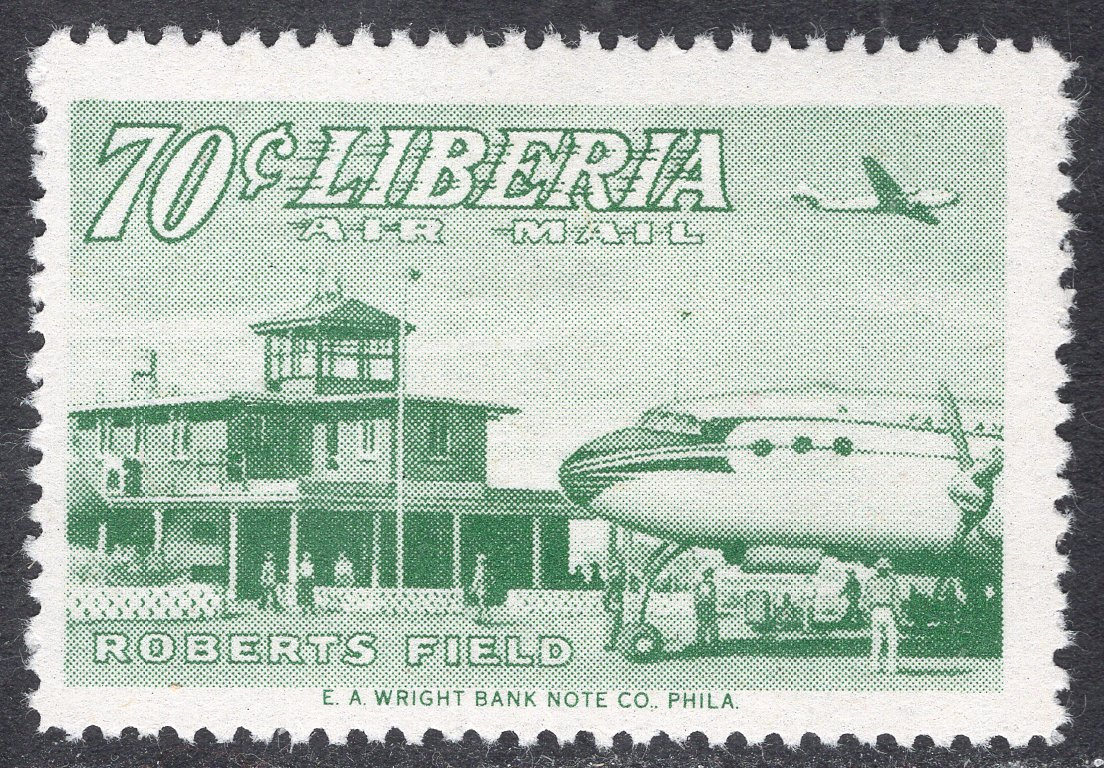 70¢ LIBERIA
AIR MAIL
ROBERTS FIELD
E. A. WRIGHT BANK NOTE CO., PHILA.